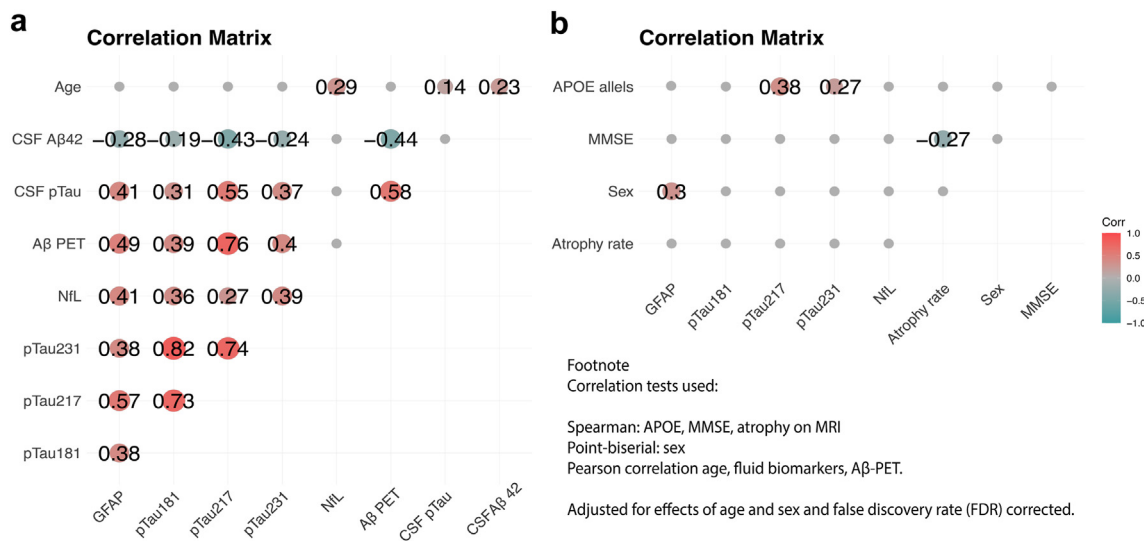 a
Correlation Matrix
Age 0.29 0.14 0.23
CSF Aβ42 −0.28 −0.19 −0.43 −0.24 −0.44
CSF pTau 0.41 0.31 0.55 0.37 0.58
Aβ PET 0.49 0.39 0.76 0.4
NfL 0.41 0.36 0.27 0.39
pTau231 0.38 0.82 0.74
pTau217 0.57 0.73
pTau181 0.38
GFAP pTau181 pTau217 pTau231 NfL Aβ PET CSF pTau CSFAβ 42
b
Correlation Matrix
APOE allels 0.38 0.27
MMSE −0.27
Sex 0.3
Atrophy rate
GFAP pTau181 pTau217 pTau231 NfL Atrophy rate Sex MMSE
Corr
1.0
0.5
0.0
−0.5
−1.0
Footnote
Correlation tests used:
Spearman: APOE, MMSE, atrophy on MRI
Point-biserial: sex
Pearson correlation age, fluid biomarkers, Aβ-PET.
Adjusted for effects of age and sex and false discovery rate (FDR) corrected.